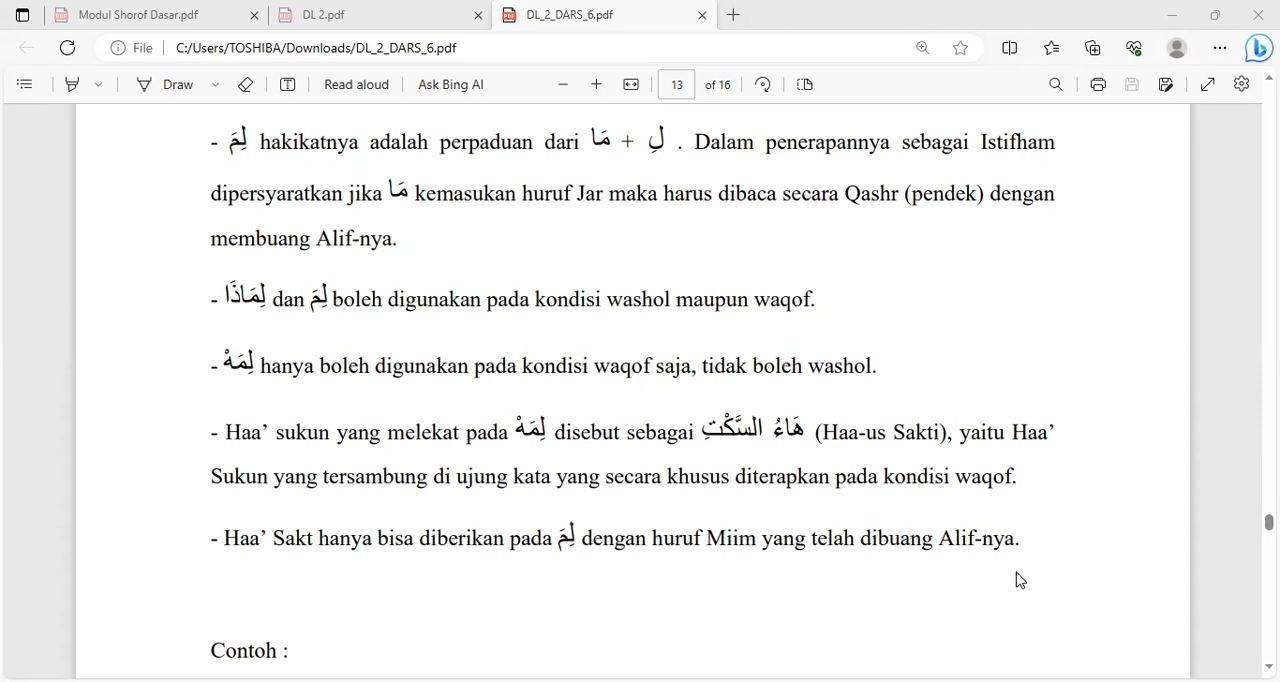 Modul Shorof Dasar.pdf
DL 2.pdf
DL_2_DARS_6.pdf
File
C:/Users/TOSHIBA/Downloads/DL_2_DARS_6.pdf
Draw
Read aloud
Ask Bing AI
13
of 16
- لِمَ hakikatnya adalah perpaduan dari لِ + مَا . Dalam penerapannya sebagai Istifham
dipersyaratkan jika مَا kemasukan huruf Jar maka harus dibaca secara Qashr (pendek) dengan
membuang Alif-nya.
- لِمَاذَا dan لِمَ boleh digunakan pada kondisi washol maupun waqof.
- لِمَهْ hanya boleh digunakan pada kondisi waqof saja, tidak boleh washol.
- Haa’ sukun yang melekat pada لِمَهْ disebut sebagai هَاءُ السَّكْتِ (Haa-us Sakti), yaitu Haa’
Sukun yang tersambung di ujung kata yang secara khusus diterapkan pada kondisi waqof.
- Haa’ Sakt hanya bisa diberikan pada لِمَ dengan huruf Miim yang telah dibuang Alif-nya.
Contoh :